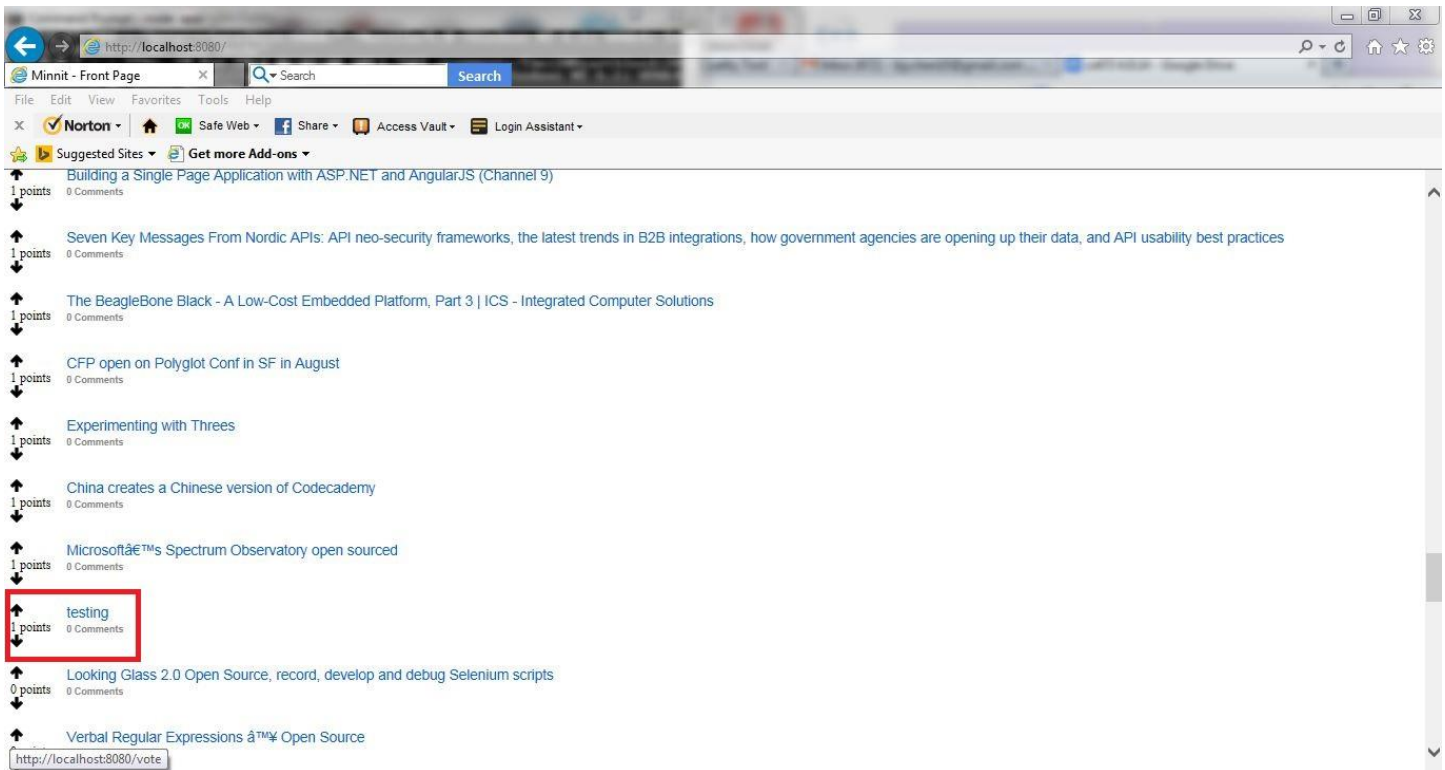 http://localhost:8080/
Minnit - Front Page
Search
Search
File Edit View Favorites Tools Help
x Norton OK Safe Web Share Access Vault Login Assistant
Suggested Sites Get more Add-ons
Building a Single Page Application with ASP.NET and AngularJS (Channel 9)
1 points 0 Comments
Seven Key Messages From Nordic APIs: API neo-security frameworks, the latest trends in B2B integrations, how government agencies are opening up their data, and API usability best practices
1 points 0 Comments
The BeagleBone Black - A Low-Cost Embedded Platform, Part 3 | ICS - Integrated Computer Solutions
1 points 0 Comments
CFP open on Polyglot Conf in SF in August
1 points 0 Comments
Experimenting with Threes
1 points 0 Comments
China creates a Chinese version of Codecademy
1 points 0 Comments
Microsoftâ€™s Spectrum Observatory open sourced
1 points 0 Comments
testing
1 points 0 Comments
Looking Glass 2.0 Open Source, record, develop and debug Selenium scripts
0 points 0 Comments
Verbal Regular Expressions â™¥ Open Source
http://localhost:8080/vote